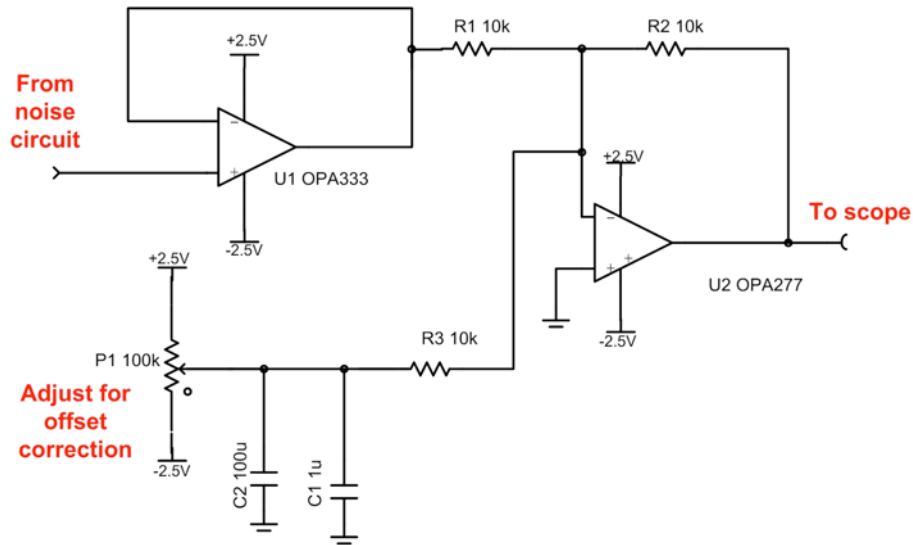 R1 10k
R2 10k
+2.5V
From
noise
circuit
−
+
U1 OPA333
-2.5V
+2.5V
−
+
+
To scope
U2 OPA277
-2.5V
+2.5V
P1 100k
R3 10k
Adjust for
offset
correction
-2.5V
C2 100u
C1 1u